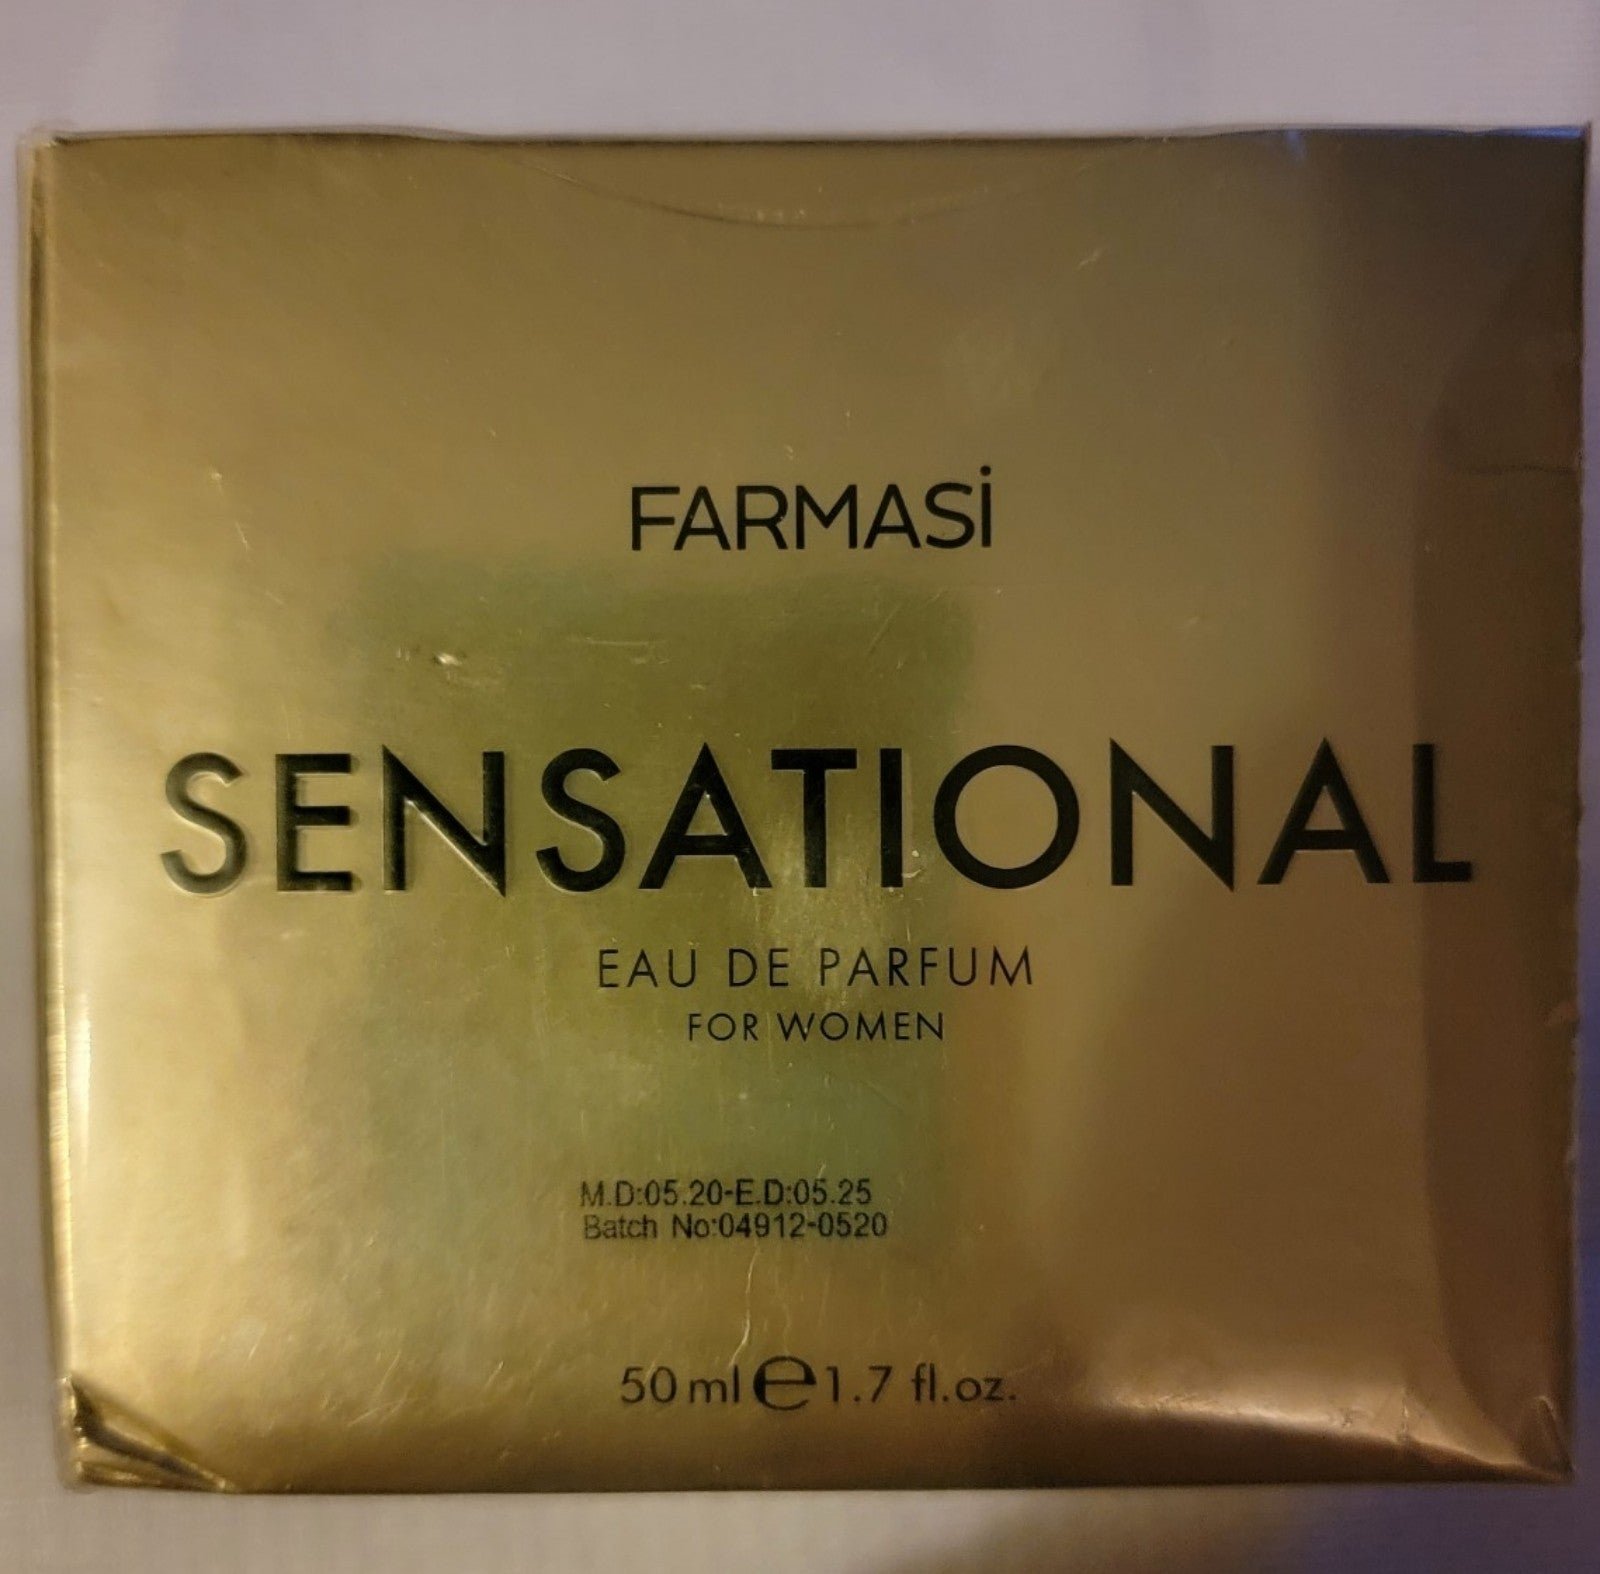 FARMASİ
SENSATIONAL
EAU DE PARFUM
FOR WOMEN
M.D:05.20-E.D:05.25
Batch No:04912-0520
50 ml e 1.7 fl.oz.